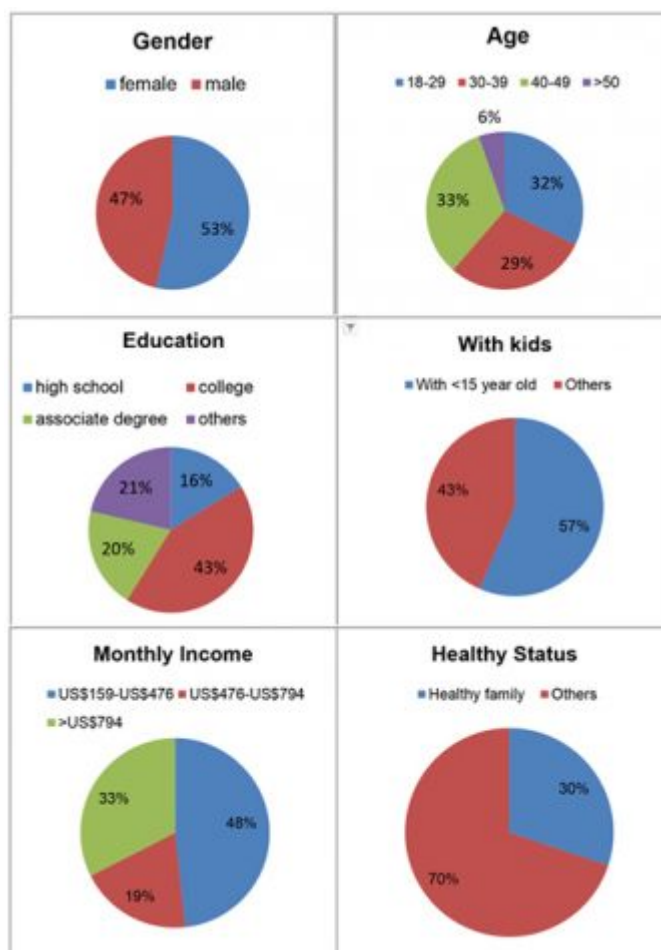 Gender
female male
47%
53%
Age
18-29 30-39 40-49 >50
6%
32%
33%
29%
Education
high school college
associate degree others
21% 16%
20%
43%
With kids
With <15 year old Others
43%
57%
Monthly Income
US$159-US$476 US$476-US$794
>US$794
33%
48%
19%
Healthy Status
Healthy family Others
30%
70%